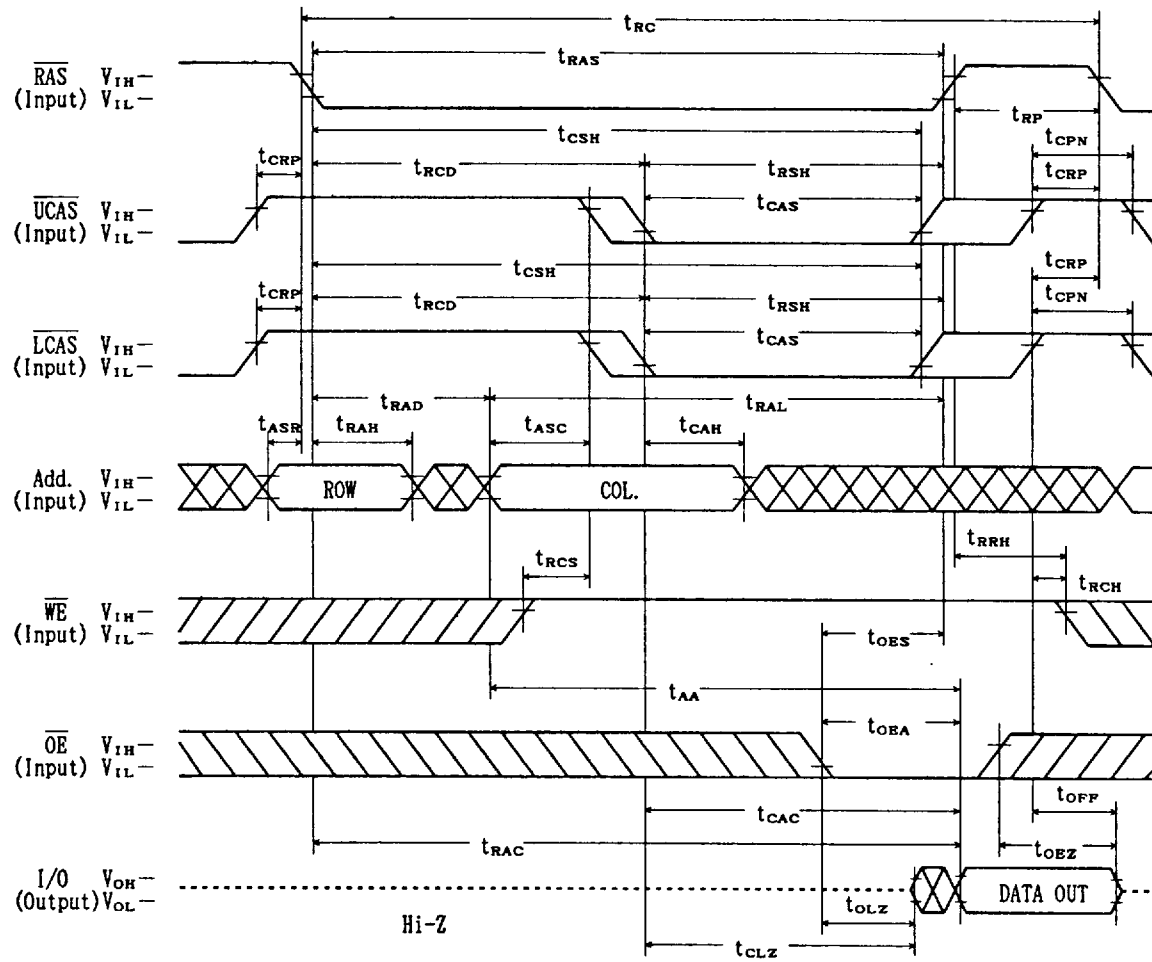 tRC
tRAS
RAS VIH
(Input) VIL
tRP
tCSH
tCRP tRCD tRSH tCPN
tCRP
UCAS VIH
(Input) VIL
tCAS
tCSH
tCRP tRCD tRSH tCRP
tCPN
LCAS VIH
(Input) VIL
tCAS
tRAD tRAL
tASR tRAH tASC tCAH
Add. VIH
(Input) VIL
ROW COL.
tRRH
tRCS tRCH
WE VIH
(Input) VIL
tOES
tAA
tOEA
OE VIH
(Input) VIL
tOFF
tCAC
tRAC tOEZ
I/O VOH
(Output) VOL
DATA OUT
Hi-Z
tOLZ
tCLZ